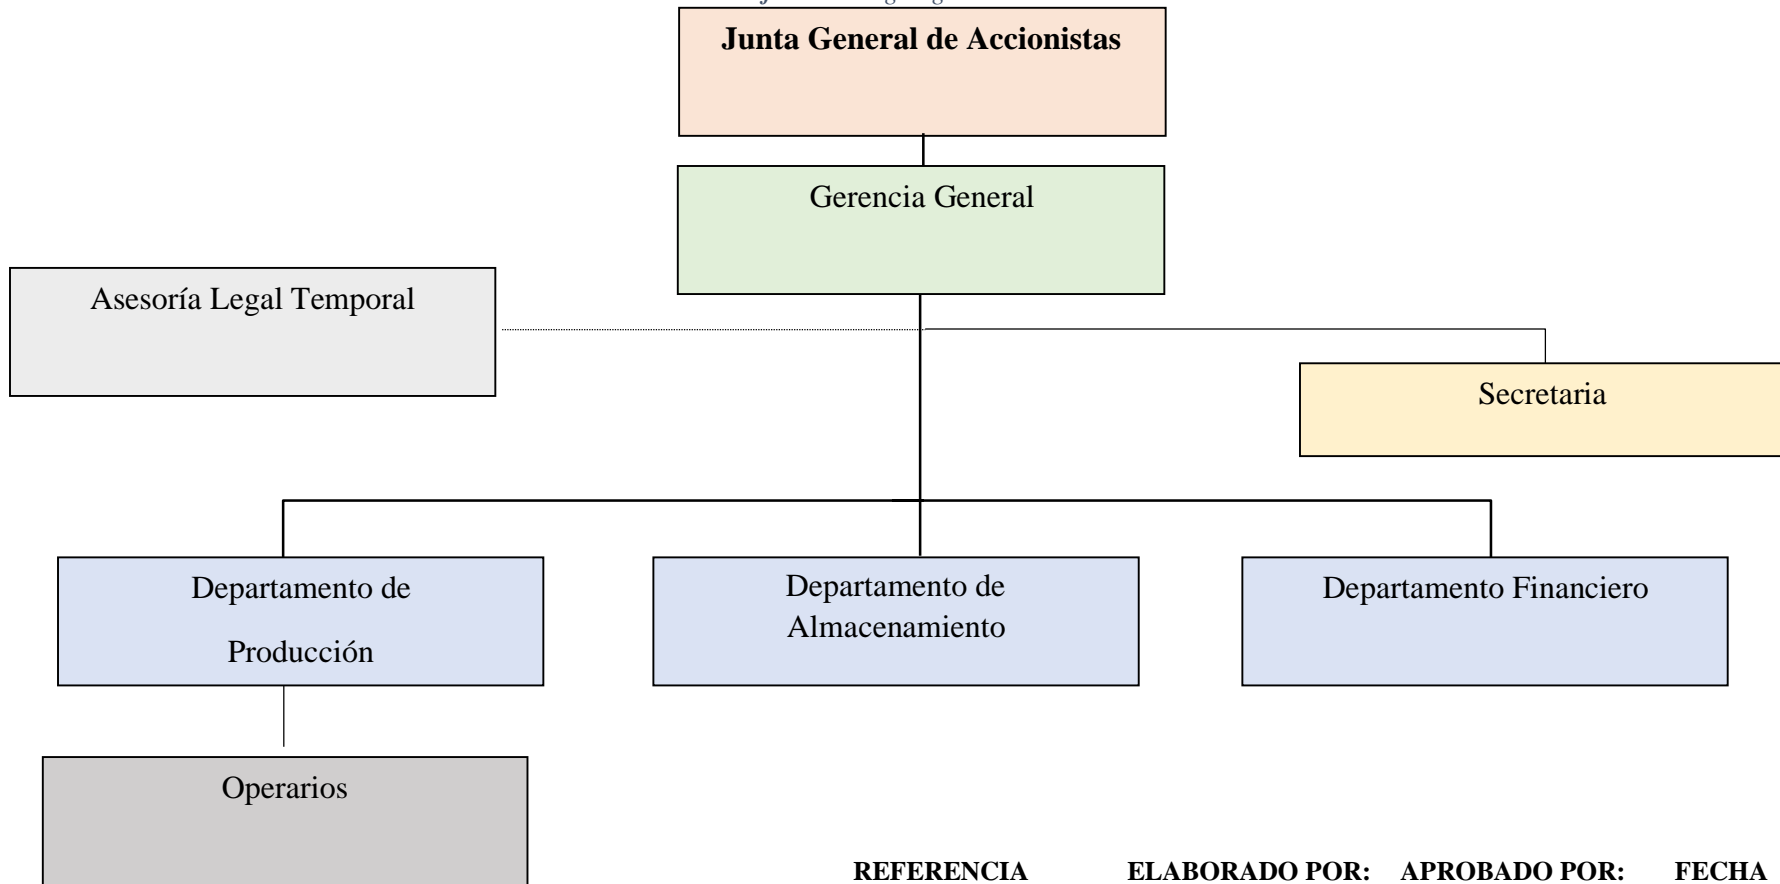 Junta General de Accionistas
Gerencia General
Asesoría Legal Temporal
Secretaria
Departamento de
Producción
Departamento de
Almacenamiento
Departamento Financiero
Operarios
REFERENCIA ELABORADO POR: APROBADO POR: FECHA